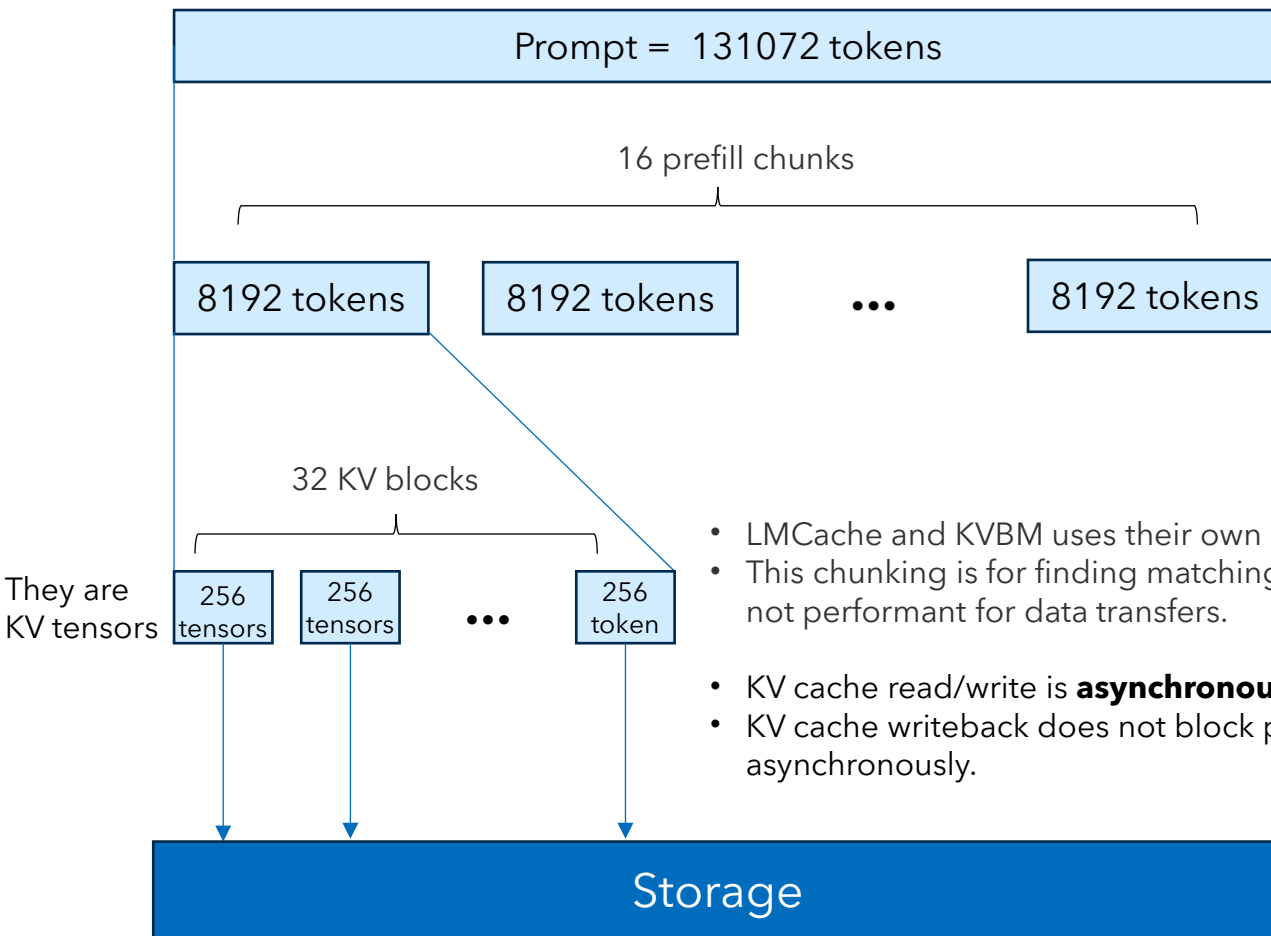 Prompt = 131072 tokens
16 prefill chunks
8192 tokens
8192 tokens
...
8192 tokens
32 KV blocks
They are
KV tensors
256
tensors
256
tensors
...
256
token
• LMCache and KVBM uses their own
• This chunking is for finding matching
not performant for data transfers.
• KV cache read/write is asynchronou
• KV cache writeback does not block p
asynchronously.
Storage